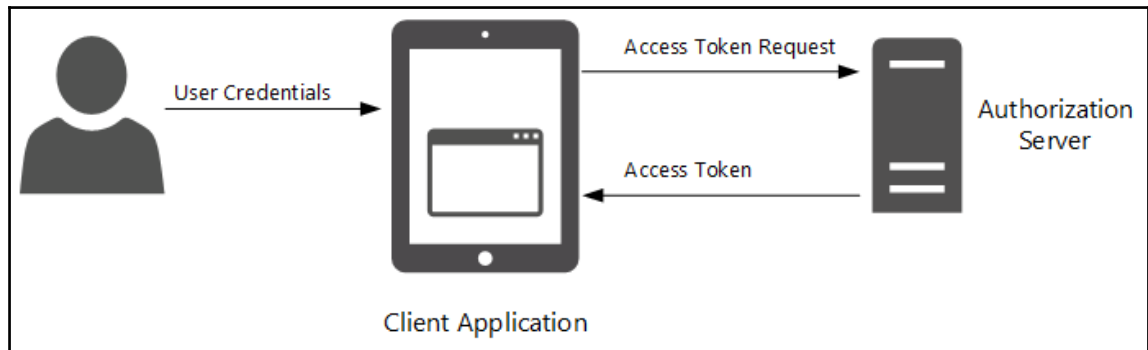 User Credentials
Access Token Request
Access Token
Authorization
Server
Client Application